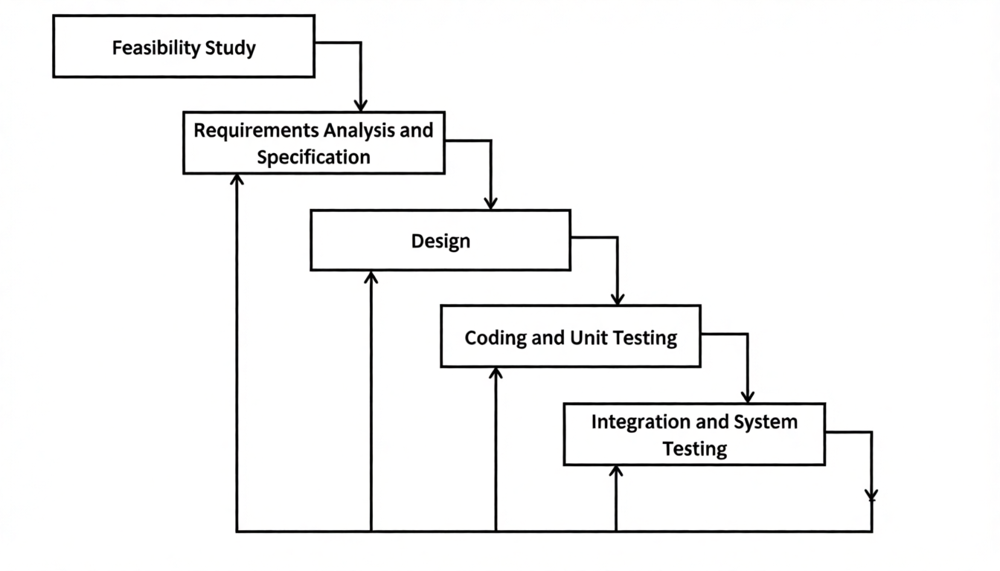 Feasibility Study
Requirements Analysis and
Specification
Design
Coding and Unit Testing
Integration and System
Testing